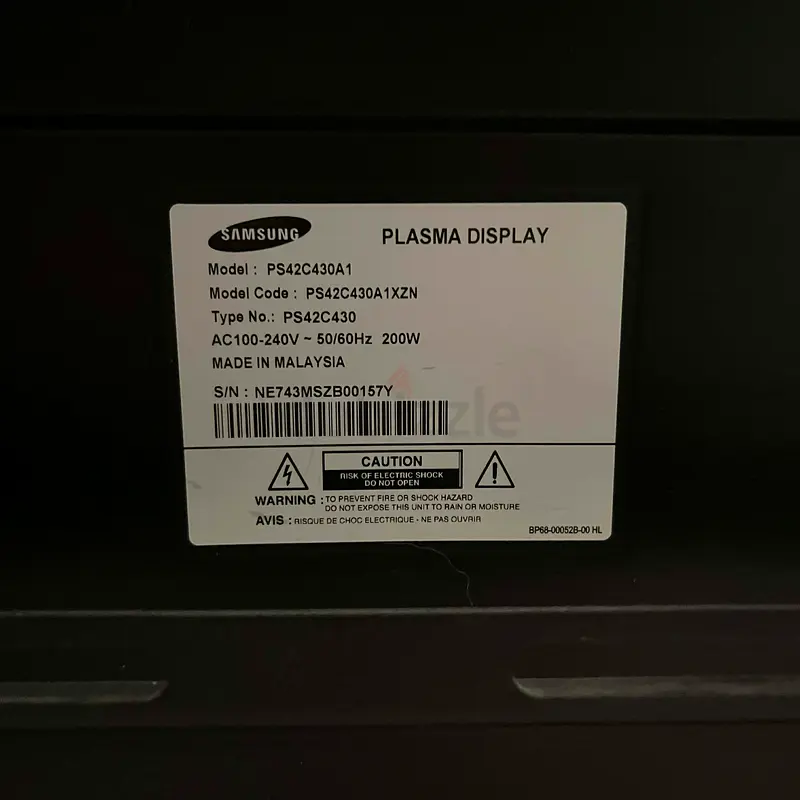 SAMSUNG
PLASMA DISPLAY
Model : PS42C430A1
Model Code : PS42C430A1XZN
Type No.: PS42C430
AC100-240V ~ 50/60Hz 200W
MADE IN MALAYSIA
S/N : NE743MSZB00157Y
CAUTION
RISK OF ELECTRIC SHOCK
DO NOT OPEN
WARNING : TO PREVENT FIRE OR SHOCK HAZARD
DO NOT EXPOSE THIS UNIT TO RAIN OR MOISTURE
AVIS : RISQUE DE CHOC ELECTRIQUE - NE PAS OUVRIR
BP68-00052B-00 HL